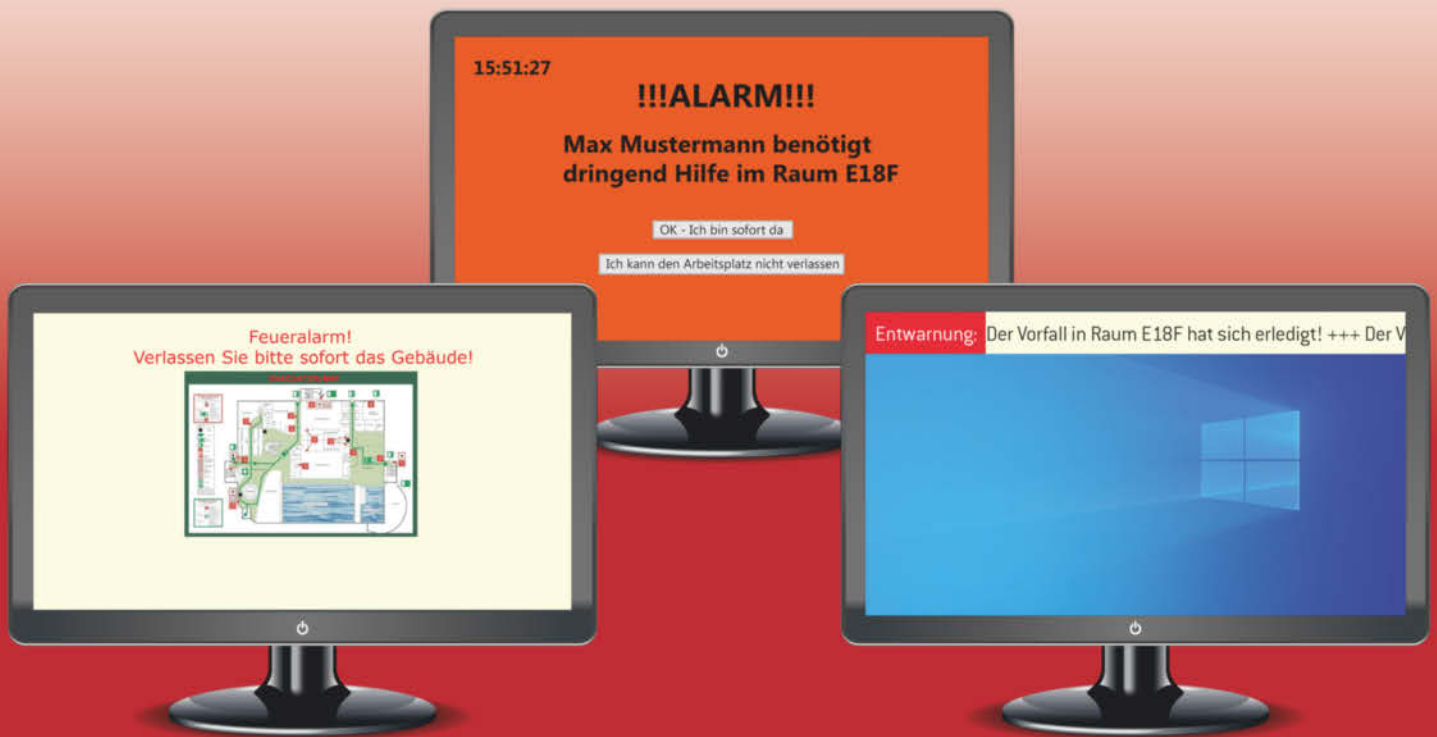 15:51:27
!!!ALARM!!!
Max Mustermann benötigt
dringend Hilfe im Raum E18F
OK - Ich bin sofort da
Ich kann den Arbeitsplatz nicht verlassen
Feueralarm!
Verlassen Sie bitte sofort das Gebäude!
Entwarnung: Der Vorfall in Raum E18F hat sich erledigt! +++ Der V